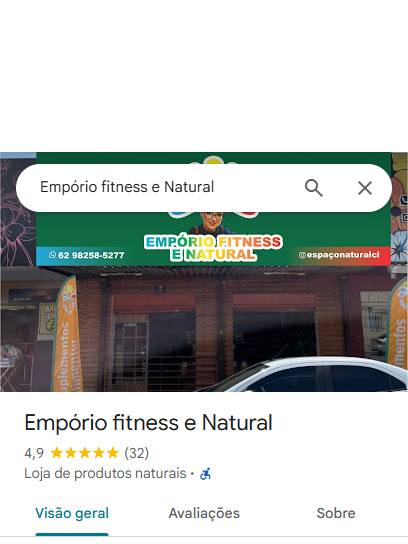 Empório fitness e Natural
62 98258-5277
EMPÓRIO FITNESS
E NATURAL
@espaçonaturalcl
suplementos
Empório fitness e Natural
4,9 ★★★★★ (32)
Loja de produtos naturais •
Visão geral Avaliações Sobre